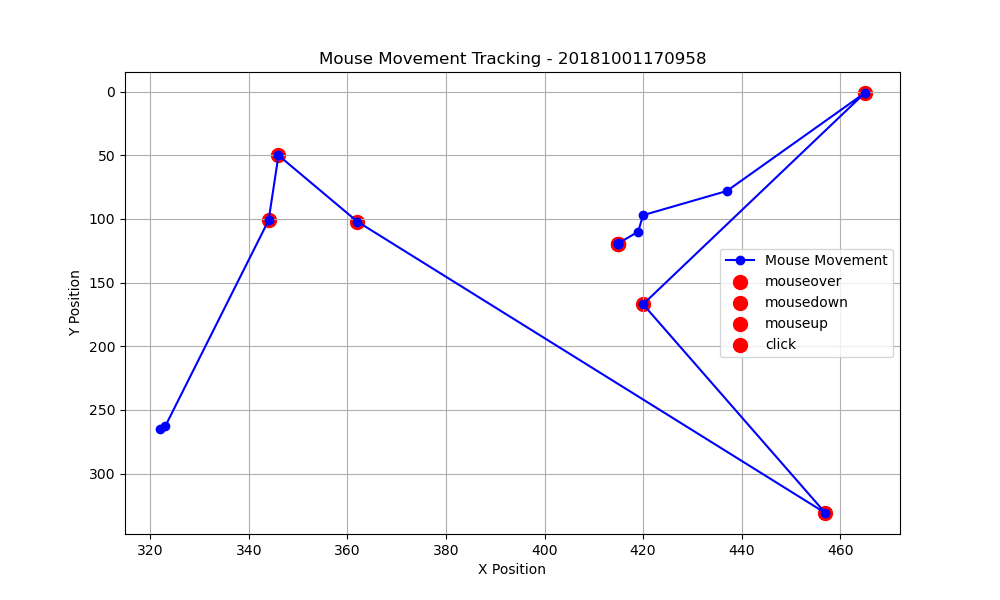 Mouse Movement Tracking - 20181001170958
Y Position
0
50
100
150
200
250
300
Mouse Movement
mouseover
mousedown
mouseup
click
320
340
360
380
400
420
440
460
X Position